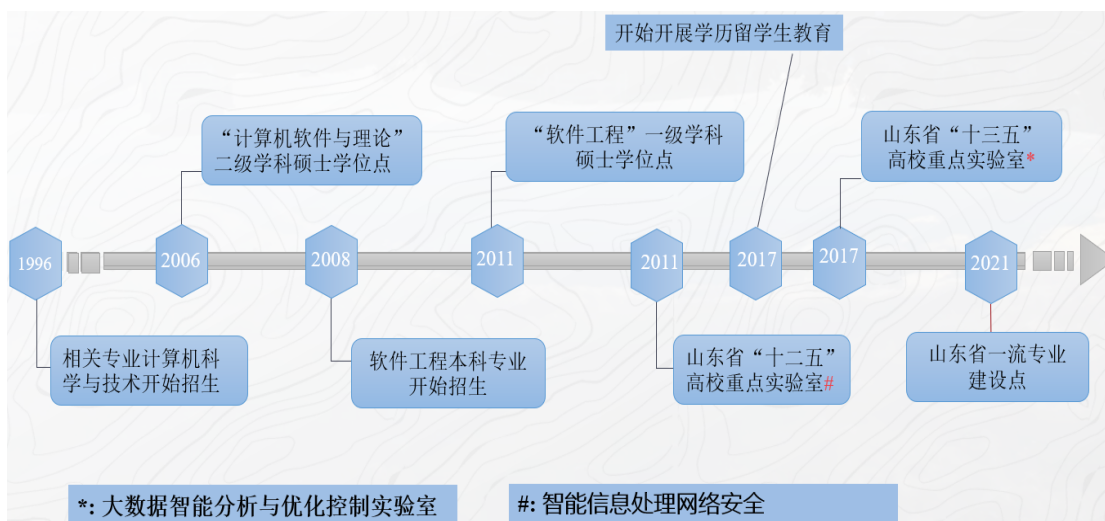 开始开展学历留学生教育
“计算机软件与理论”
二级学科硕士学位点
“软件工程”一级学科
硕士学位点
山东省“十三五”
高校重点实验室*
1996
2006
2008
2011
2011
2017
2017
2021
相关专业计算机科
学与技术开始招生
软件工程本科专业
开始招生
山东省“十二五”
高校重点实验室#
山东省一流专业
建设点
*: 大数据智能分析与优化控制实验室
#: 智能信息处理网络安全